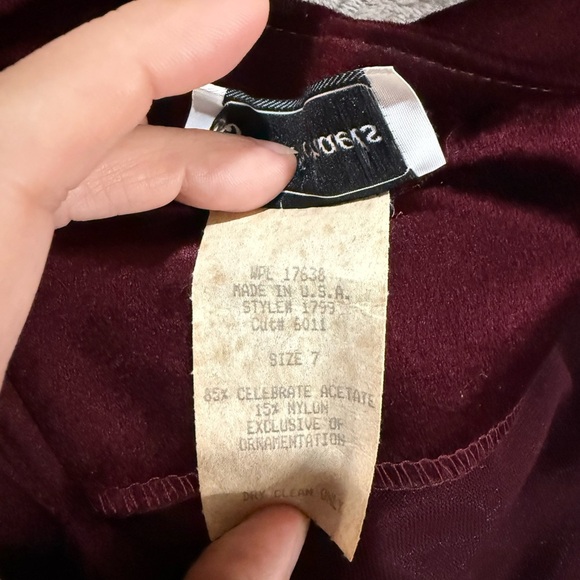 WPL 17638
MADE IN U.S.A.
STYLE# 1793
Cut# 6011
SIZE 7
85% CELEBRATE ACETATE
15% NYLON
EXCLUSIVE OF
ORNAMENTATION
DRY CLEAN ONLY